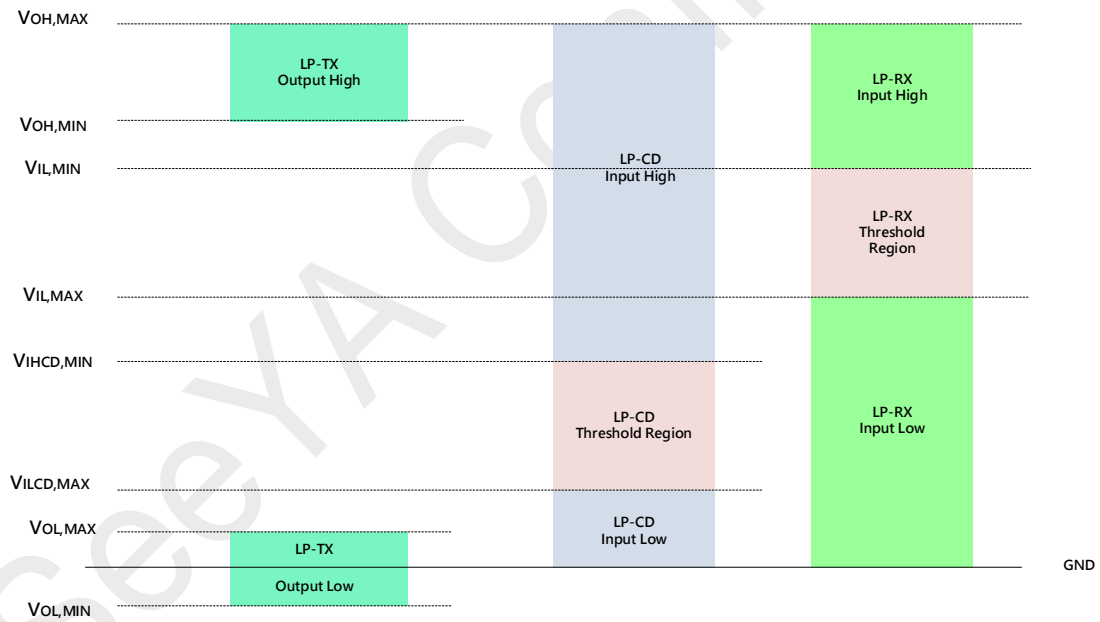 VOH,MAX
LP-TX
Output High
LP-RX
Input High
VOH,MIN
LP-CD
Input High
VIL,MIN
LP-RX
Threshold
Region
VIL,MAX
VIHCD,MIN
LP-CD
Threshold Region
LP-RX
Input Low
VILCD,MAX
VOL,MAX
LP-CD
Input Low
LP-TX
Output Low
GND
VOL,MIN
SeeYA